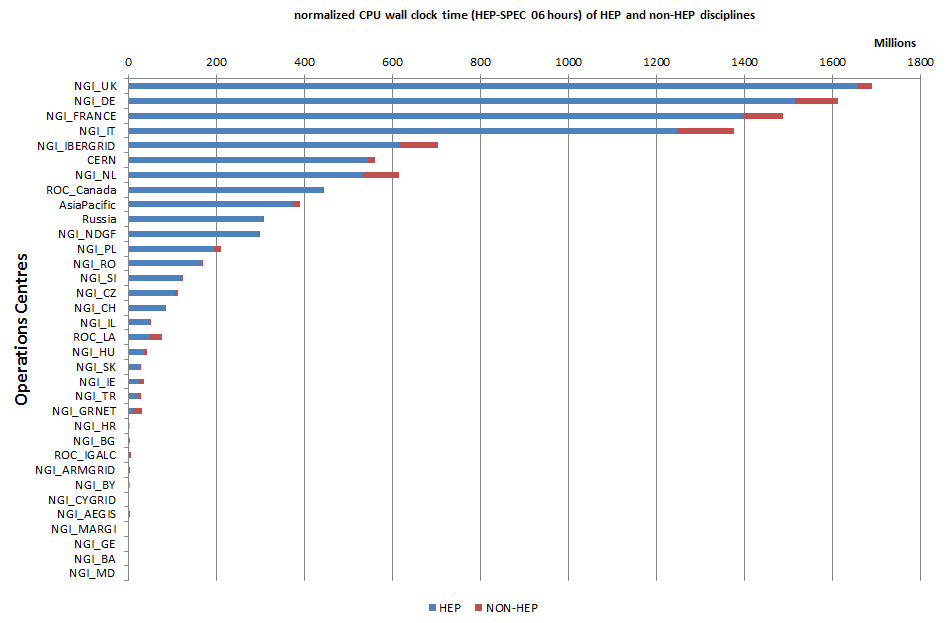 normalized CPU wall clock time (HEP-SPEC 06 hours) of HEP and non-HEP disciplines
Millions
0 200 400 600 800 1000 1200 1400 1600 1800
Operations Centres
NGI_UK
NGI_DE
NGI_FRANCE
NGI_IT
NGI_IBERGRID
CERN
NGI_NL
ROC_Canada
AsiaPacific
Russia
NGI_NDGF
NGI_PL
NGI_RO
NGI_SI
NGI_CZ
NGI_CH
NGI_IL
ROC_LA
NGI_HU
NGI_SK
NGI_IE
NGI_TR
NGI_GRNET
NGI_HR
NGI_BG
ROC_IGALC
NGI_ARMGRID
NGI_BY
NGI_CYGRID
NGI_AEGIS
NGI_MARGI
NGI_GE
NGI_BA
NGI_MD
HEP NON-HEP